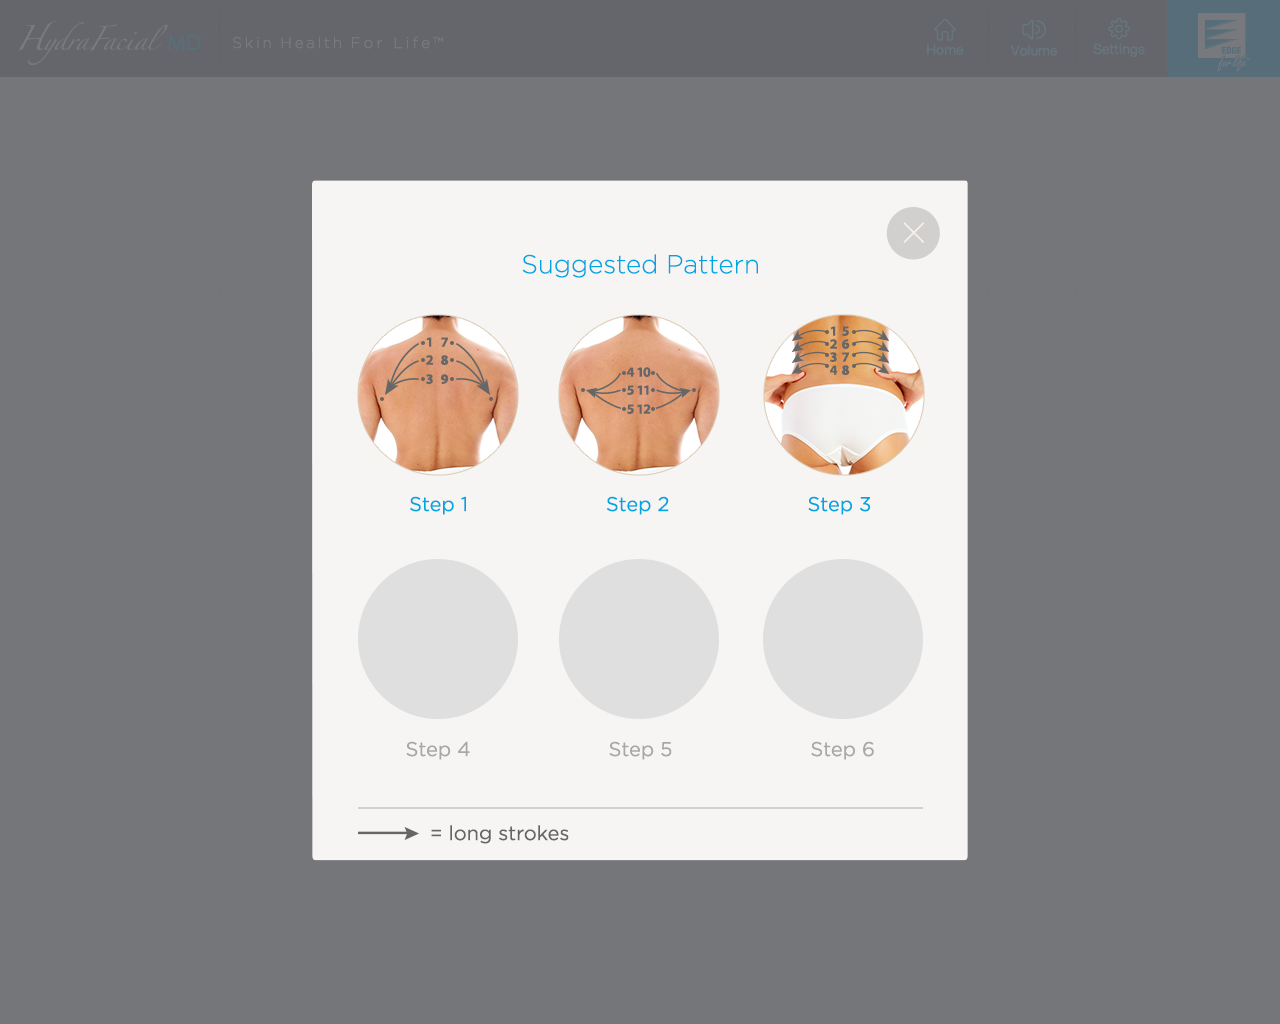 HydraFacial MD
Skin Health For Life™
Home
Volume
Settings
EDGE
for life
Suggested Pattern
1 7
2 8
3 9
4 10
5 11
5 12
1 5
2 6
3 7
4 8
Step 1
Step 2
Step 3
Step 4
Step 5
Step 6
= long strokes